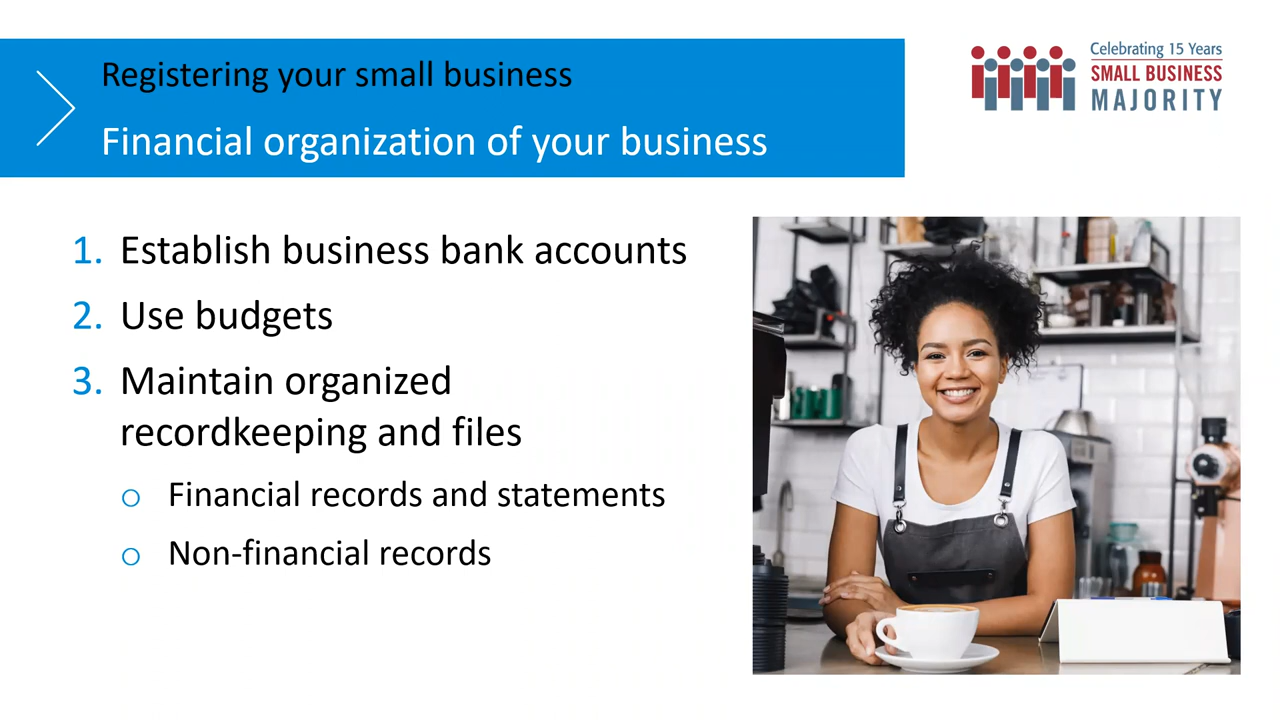 Registering your small business
Financial organization of your business
Celebrating 15 Years
SMALL BUSINESS
MAJORITY
1. Establish business bank accounts
2. Use budgets
3. Maintain organized
recordkeeping and files
o Financial records and statements
o Non-financial records